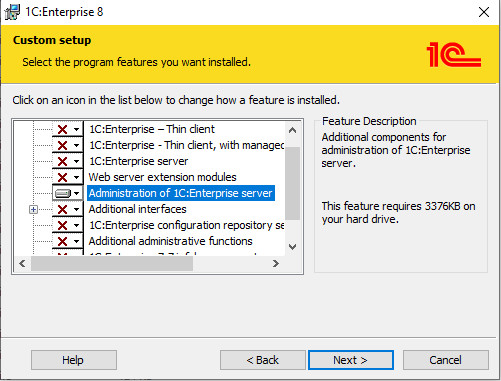 1C:Enterprise 8
Custom setup
Select the program features you want installed.
1C
Click on an icon in the list below to change how a feature is installed.
1C:Enterprise – Thin client
1C:Enterprise - Thin client, with managed
1C:Enterprise server
Web server extension modules
Administration of 1C:Enterprise server
Additional interfaces
1C:Enterprise configuration repository se
Additional administrative functions
Feature Description
Additional components for
administration of 1C:Enterprise
server.
This feature requires 3376KB on
your hard drive.
Help
< Back
Next >
Cancel